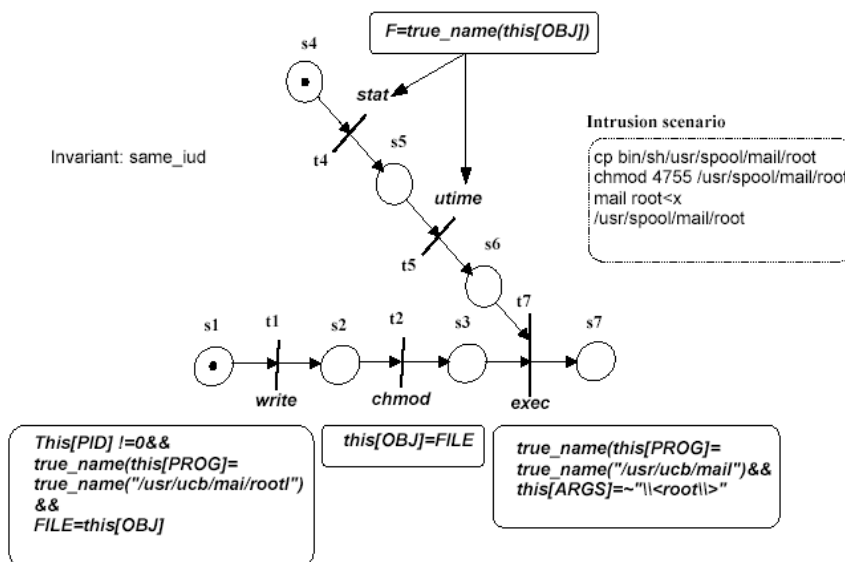 F=true_name(this[OBJ])
s4
stat
Intrusion scenario
cp bin/sh/usr/spool/mail/root
chmod 4755 /usr/spool/mail/root
mail root<x
/usr/spool/mail/root
Invariant: same_iud
t4
s5
utime
t5
s6
t7
s1
t1
s2
t2
s3
s7
write
chmod
exec
This[PID] !=0&&
true_name(this[PROG]=
true_name("/usr/ucb/mai/rootl")
&&
FILE=this[OBJ]
this[OBJ]=FILE
true_name(this[PROG]=
true_name("/usr/ucb/mail")&&
this[ARGS]=~"\\<root\\>"